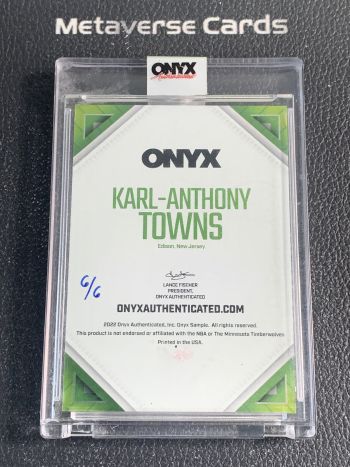 Metaverse Cards
ONYX
Authenticated
ONYX
KARL-ANTHONY
TOWNS
Edison, New Jersey
LANCE FISCHER
PRESIDENT,
ONYX AUTHENTICATED
6/6
ONYXAUTHENTICATED.COM
2022 Onyx Authenticated, Inc. Onyx Sample. All rights reserved.
This product is not endorsed or affiliated with the NBA or The Minnesota Timberwolves
Printed in the USA.